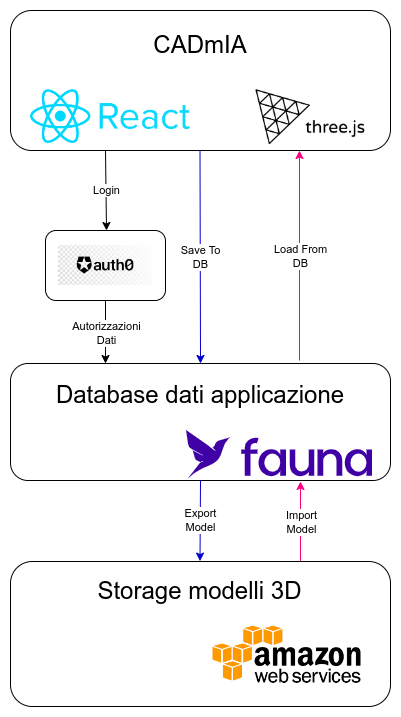 CADmIA
React
three.js
Login
Save To
DB
Load From
DB
auth0
Autorizzazioni
Dati
Database dati applicazione
fauna
Export
Model
Import
Model
Storage modelli 3D
amazon
web services